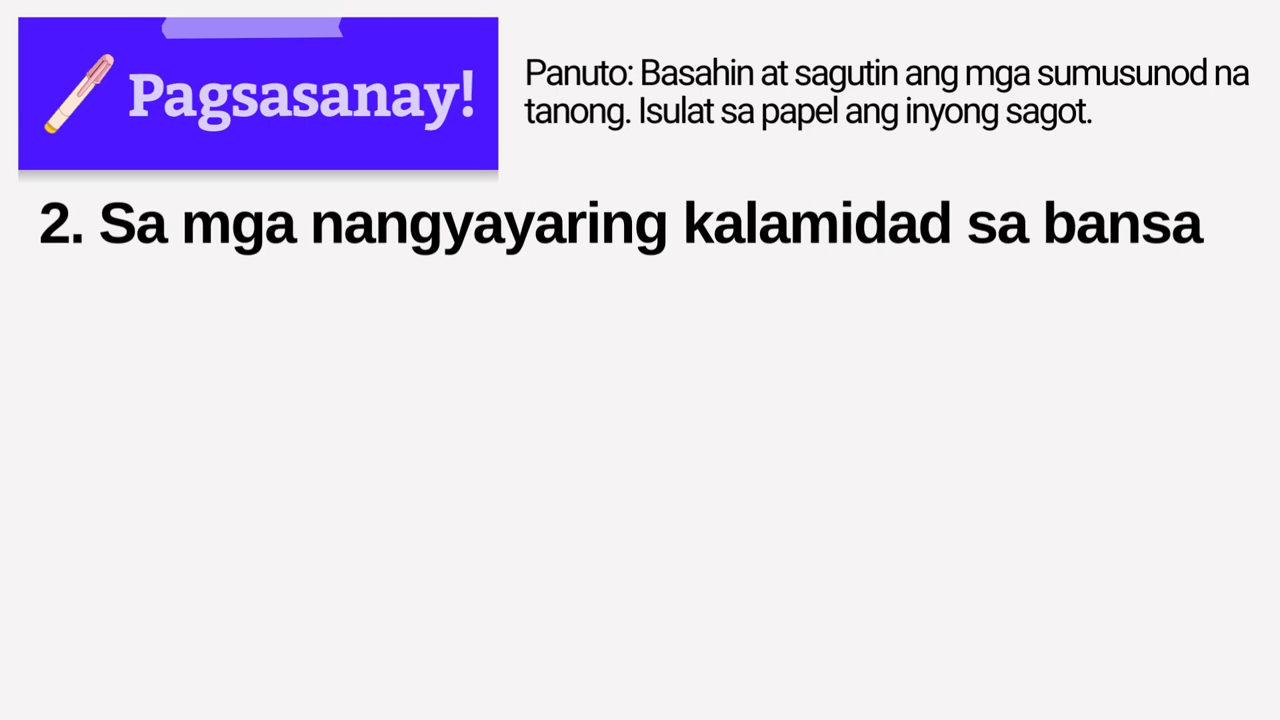 Pagsasanay!
Panuto: Basahin at sagutin ang mga sumusunod na
tanong. Isulat sa papel ang inyong sagot.
2. Sa mga nangyayaring kalamidad sa bansa